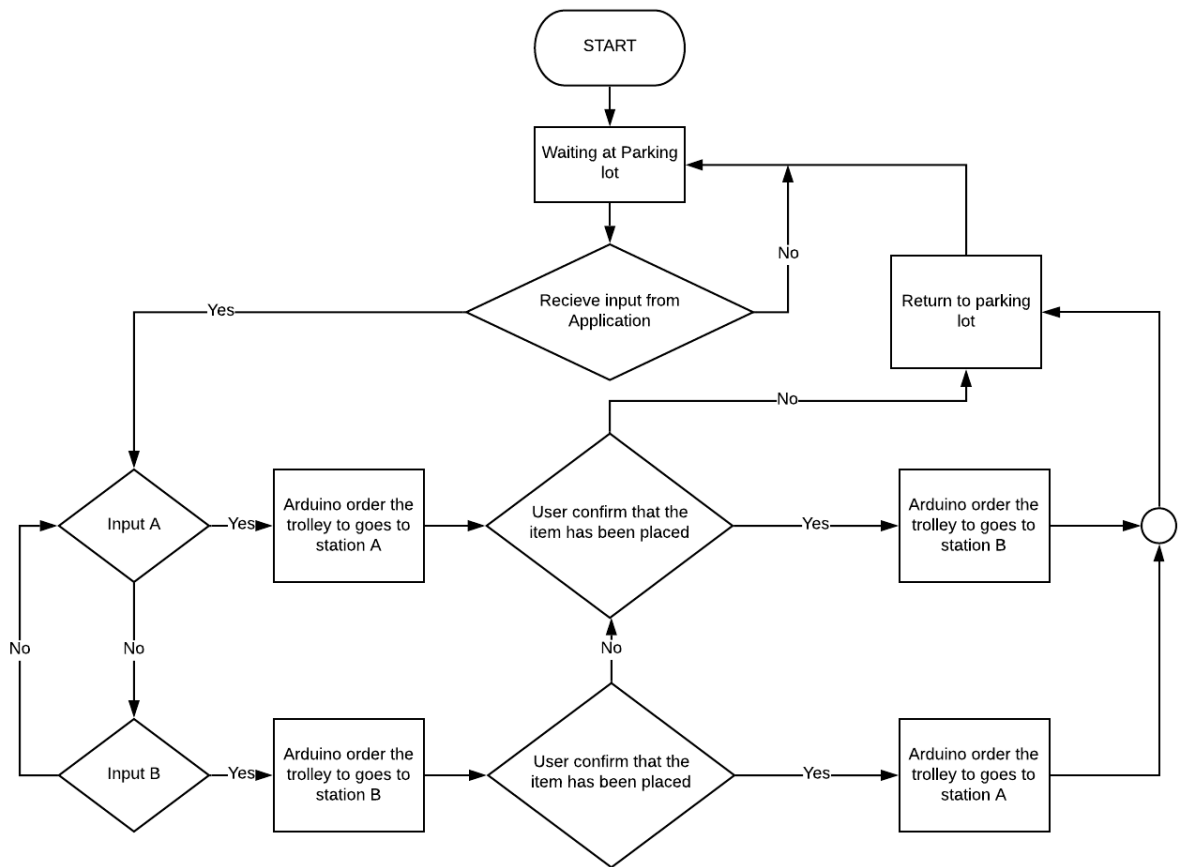 START
Waiting at Parking
lot
No
Recieve input from
Application
Yes
Return to parking
lot
No
Input A
Yes
Arduino order the
trolley to goes to
station A
User confirm that the
item has been placed
Yes
Arduino order the
trolley to goes to
station B
No
No
No
Input B
Yes
Arduino order the
trolley to goes to
station B
User confirm that the
item has been placed
Yes
Arduino order the
trolley to goes to
station A